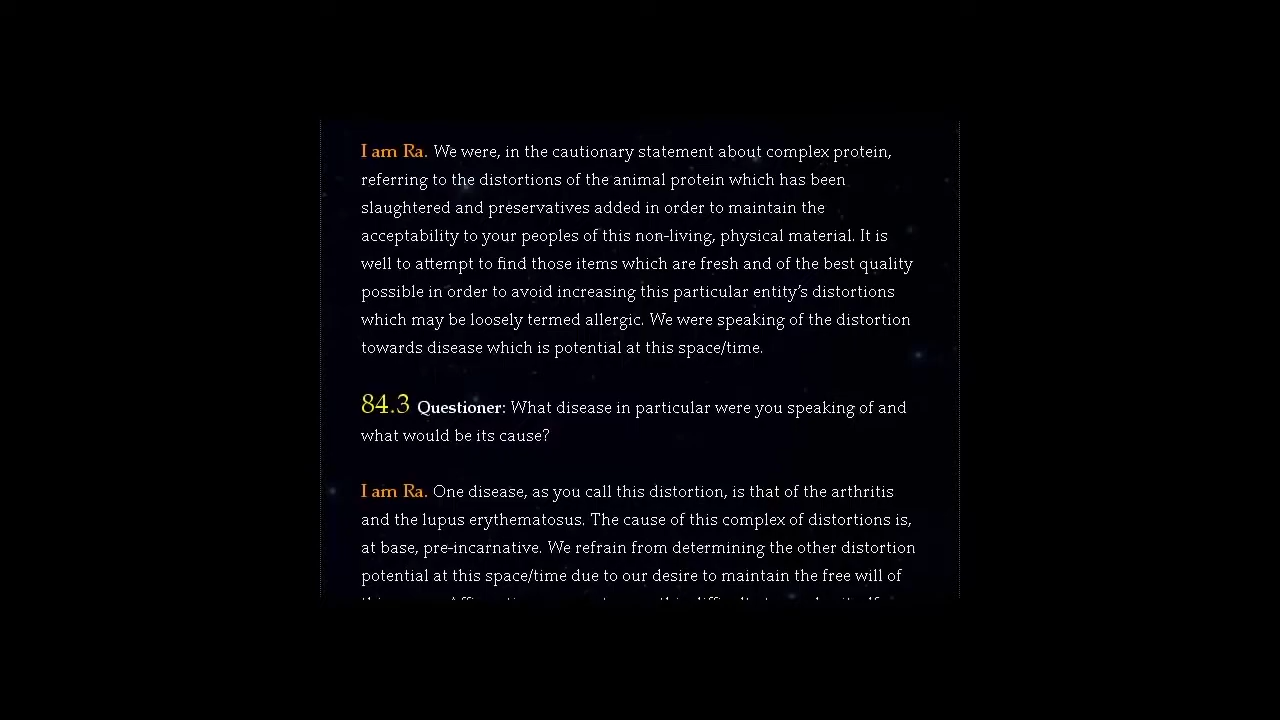 I am Ra. We were, in the cautionary statement about complex protein,
referring to the distortions of the animal protein which has been
slaughtered and preservatives added in order to maintain the
acceptability to your peoples of this non-living, physical material. It is
well to attempt to find those items which are fresh and of the best quality
possible in order to avoid increasing this particular entity’s distortions
which may be loosely termed allergic. We were speaking of the distortion
towards disease which is potential at this space/time.
84.3 Questioner: What disease in particular were you speaking of and
what would be its cause?
I am Ra. One disease, as you call this distortion, is that of the arthritis
and the lupus erythematosus. The cause of this complex of distortions is,
at base, pre-incarnative. We refrain from determining the other distortion
potential at this space/time due to our desire to maintain the free will of